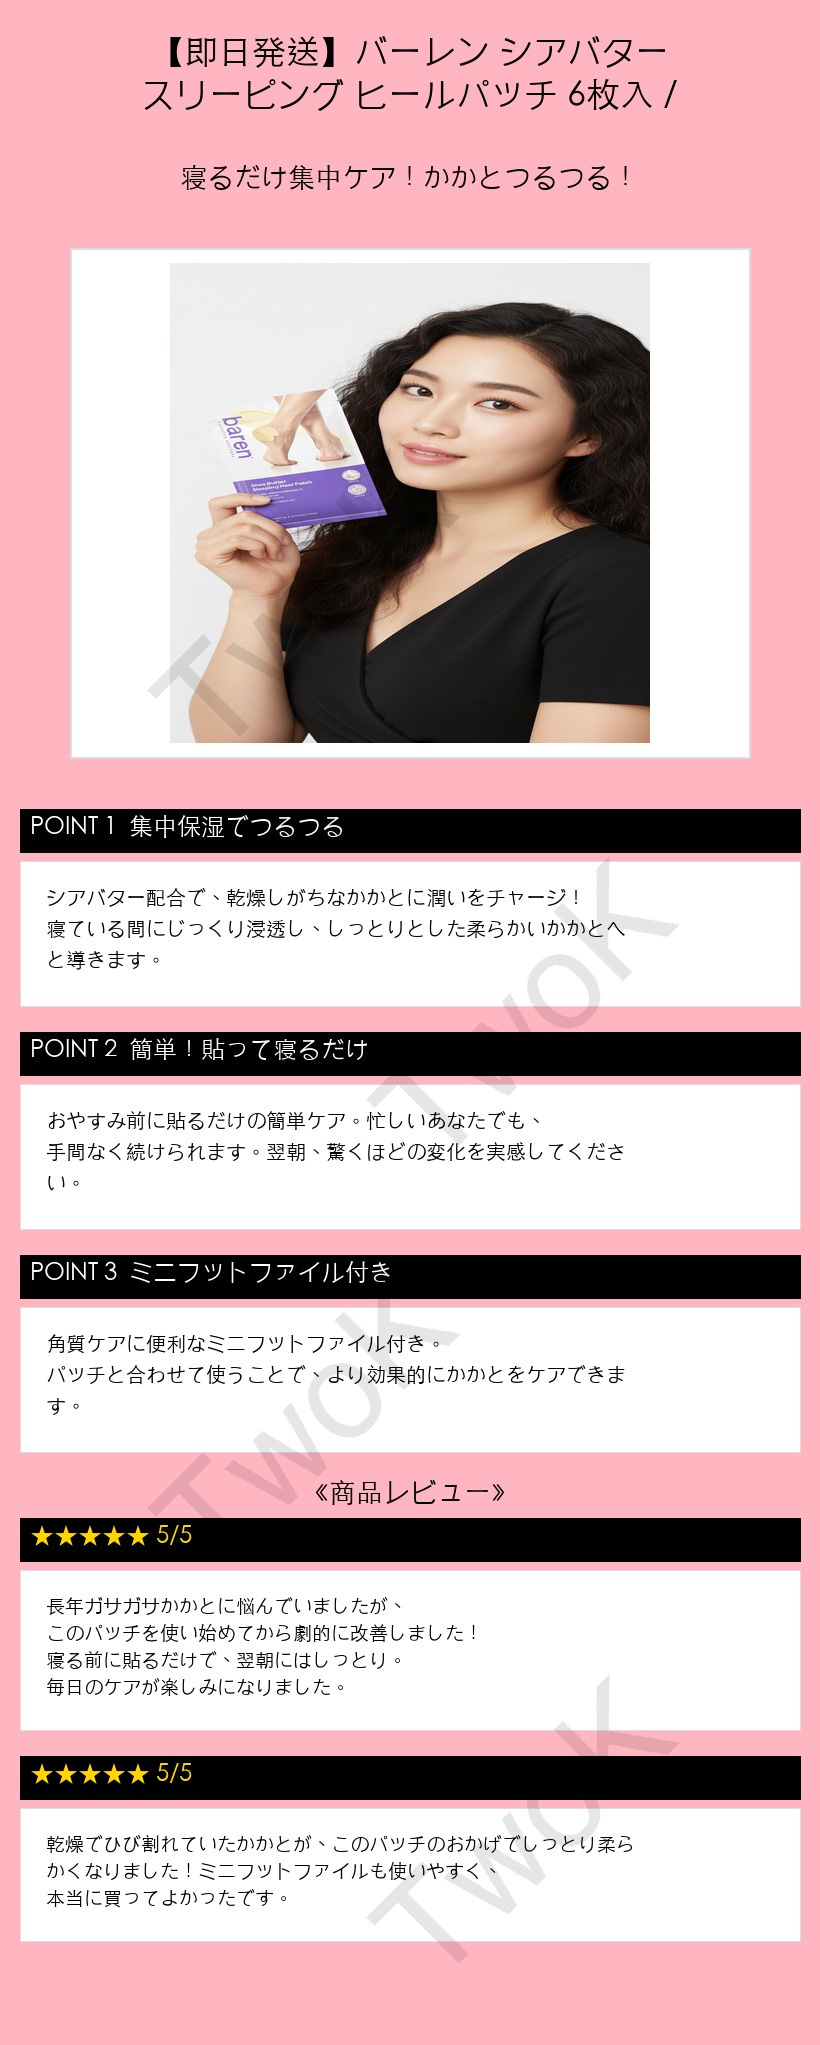 【即日発送】バーレン シアバター
スリーピング ヒールパッチ 6枚入 /
寝るだけ集中ケア！かかとつるつる！
baren
Shea Butter
Sleeping Heel Patch
POINT 1 集中保湿でつるつる
シアバター配合で、乾燥しがちなかかとに潤いをチャージ！
寝ている間にじっくり浸透し、しっとりとした柔らかいかかとへ
と導きます。
POINT 2 簡単！貼って寝るだけ
おやすみ前に貼るだけの簡単ケア。忙しいあなたでも、
手間なく続けられます。翌朝、驚くほどの変化を実感してくださ
い。
POINT 3 ミニフットファイル付き
角質ケアに便利なミニフットファイル付き。
パッチと合わせて使うことで、より効果的にかかとをケアできま
す。
《商品レビュー》
★★★★★ 5/5
長年ガサガサかかとに悩んでいましたが、
このパッチを使い始めてから劇的に改善しました！
寝る前に貼るだけで、翌朝にはしっとり。
毎日のケアが楽しみになりました。
★★★★★ 5/5
乾燥でひび割れていたかかとが、このパッチのおかげでしっとり柔ら
かくなりました！ミニフットファイルも使いやすく、
本当に買ってよかったです。
TwoK
TwoK
TwoK
TwoK